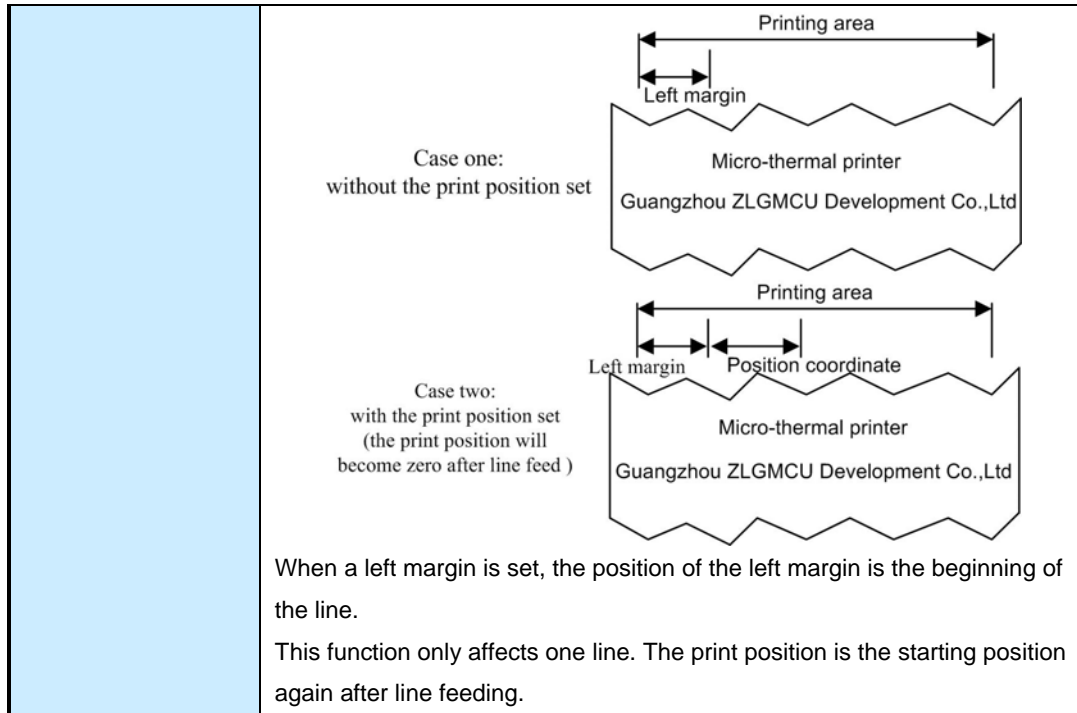 Printing area
Left margin
Case one:
without the print position set
Micro-thermal printer
Guangzhou ZLGMCU Development Co.,Ltd
Printing area
Left margin
Position coordinate
Case two:
with the print position set
(the print position will
become zero after line feed )
Micro-thermal printer
Guangzhou ZLGMCU Development Co.,Ltd
When a left margin is set, the position of the left margin is the beginning of
the line.
This function only affects one line. The print position is the starting position
again after line feeding.